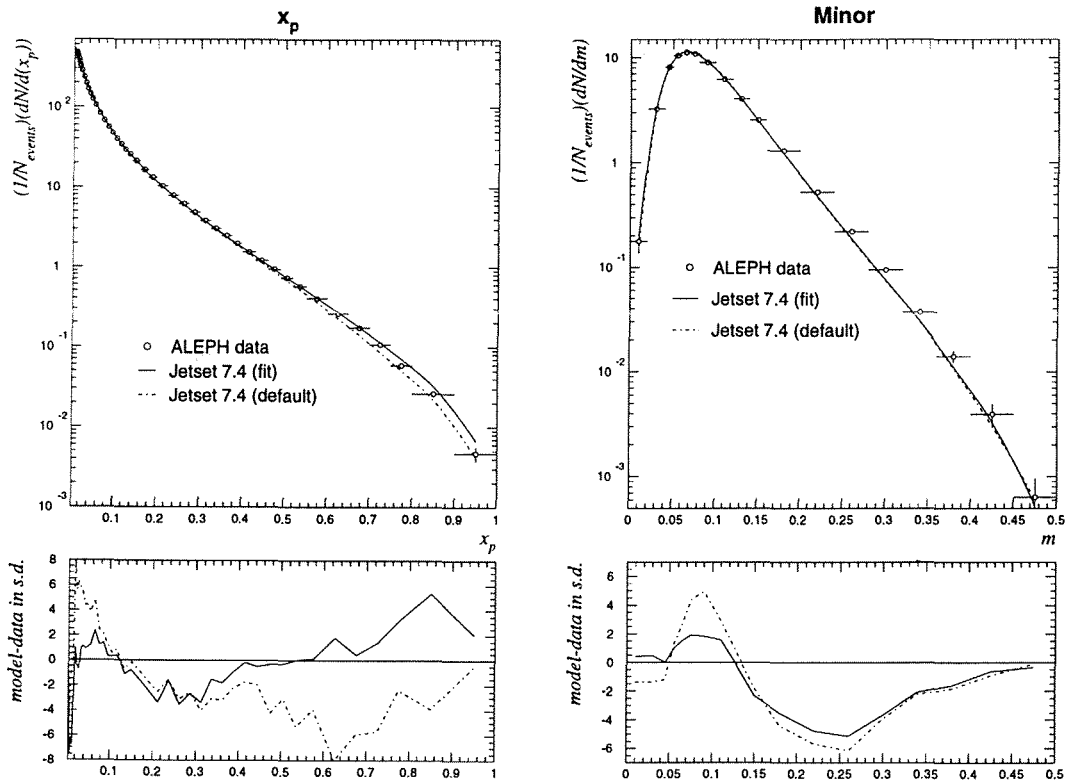 x_p
(1/N_events)(dN/d(x_p))
10^2
10
1
10^-1
10^-2
10^-3
ALEPH data
Jetset 7.4 (fit)
Jetset 7.4 (default)
0.1 0.2 0.3 0.4 0.5 0.6 0.7 0.8 0.9 1
x_p
model-data in s.d.
8
6
4
2
0
-2
-4
-6
-8
0 0.1 0.2 0.3 0.4 0.5 0.6 0.7 0.8 0.9 1
Minor
(1/N_events)(dN/dm)
10
1
10^-1
10^-2
10^-3
ALEPH data
Jetset 7.4 (fit)
Jetset 7.4 (default)
0 0.05 0.1 0.15 0.2 0.25 0.3 0.35 0.4 0.45 0.5
m
model-data in s.d.
6
4
2
0
-2
-4
-6
0 0.05 0.1 0.15 0.2 0.25 0.3 0.35 0.4 0.45 0.5